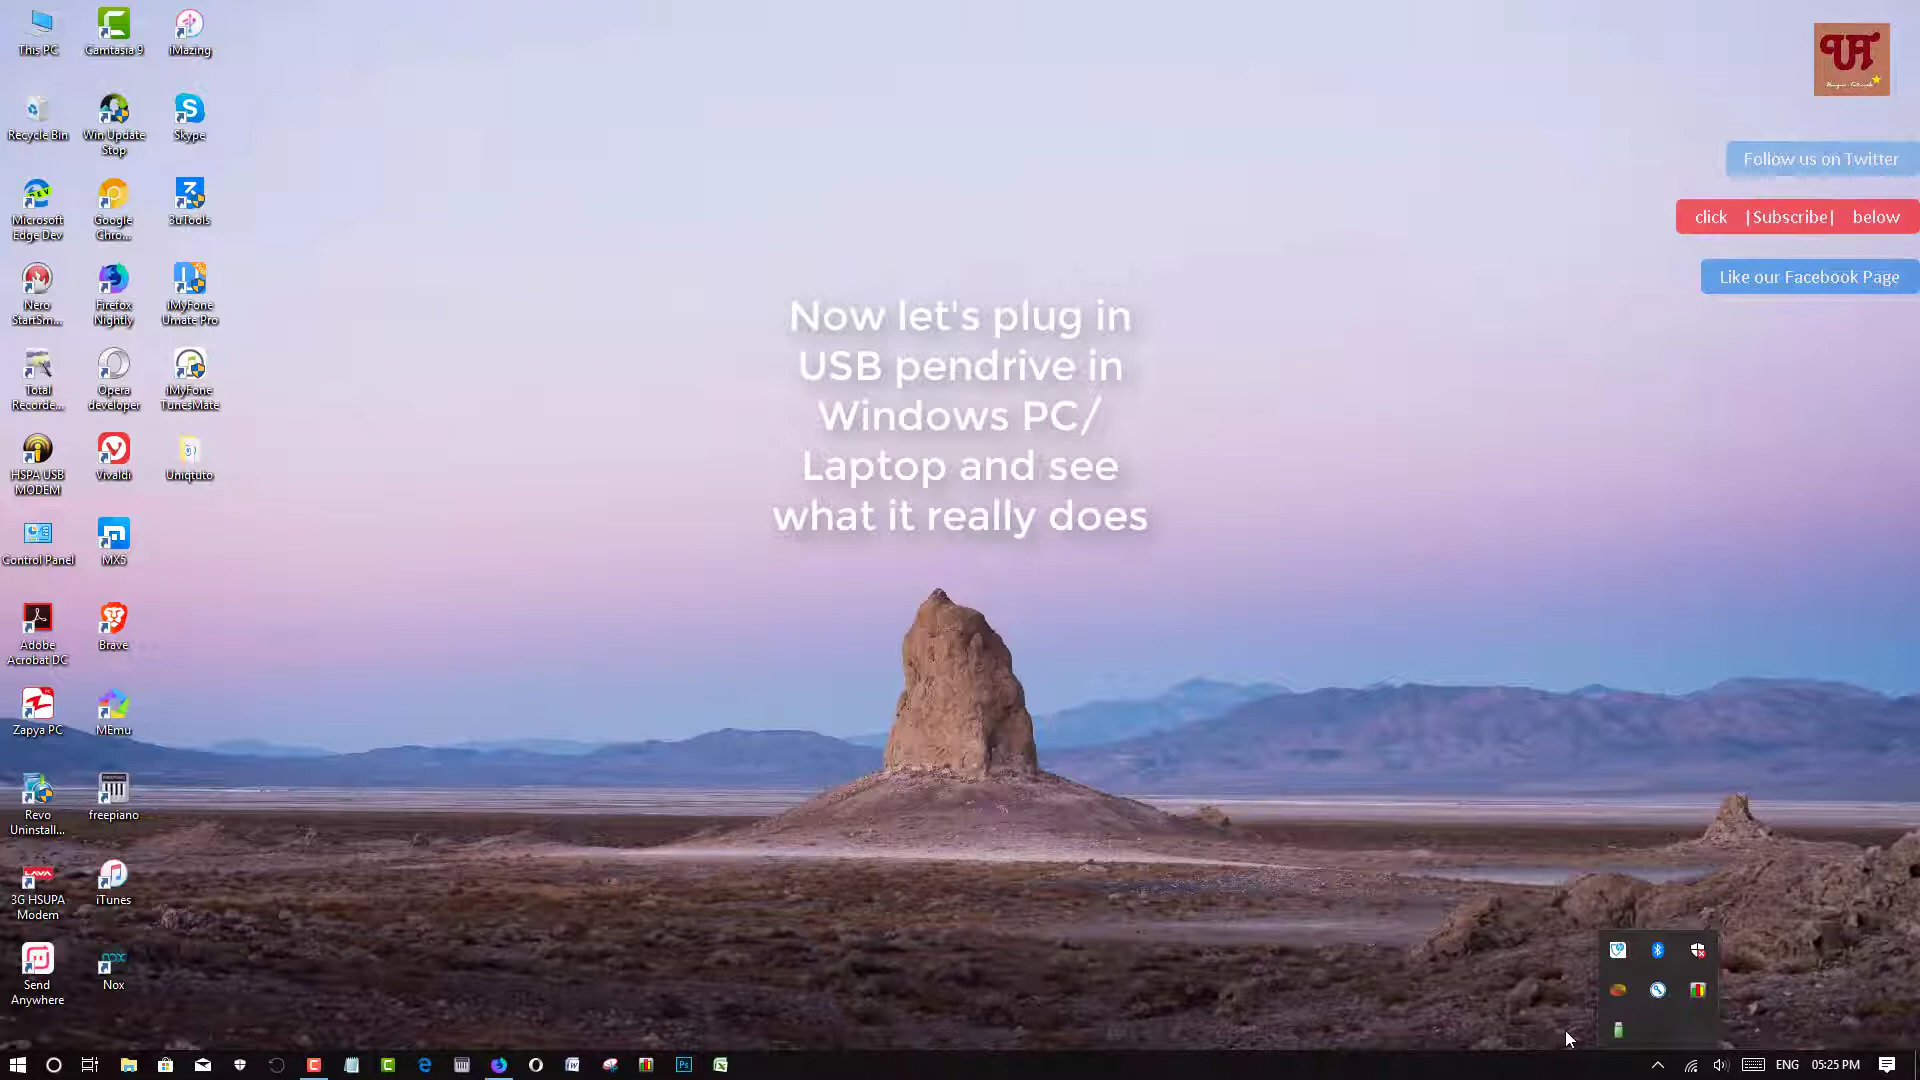 This PC
Camtasia 9
iMazing
Recycle Bin
Win Update
Stop
Skype
Microsoft
Edge Dev
Google
Chro...
3uTools
Nero
StartSm...
Firefox
Nightly
iMyFone
Umate Pro
Total
Recorde...
Opera
developer
iMyFone
TunesMate
HSPA USB
MODEM
Vivaldi
Uniqtuto
Control Panel
MX5
Adobe
Acrobat DC
Brave
Zapya PC
MEmu
Revo
Uninstall...
freepiano
3G HSUPA
Modem
iTunes
Send
Anywhere
Nox
Now let's plug in
USB pendrive in
Windows PC/
Laptop and see
what it really does
UT
Follow us on Twitter
click |Subscribe| below
Like our Facebook Page
ENG 05:25 PM